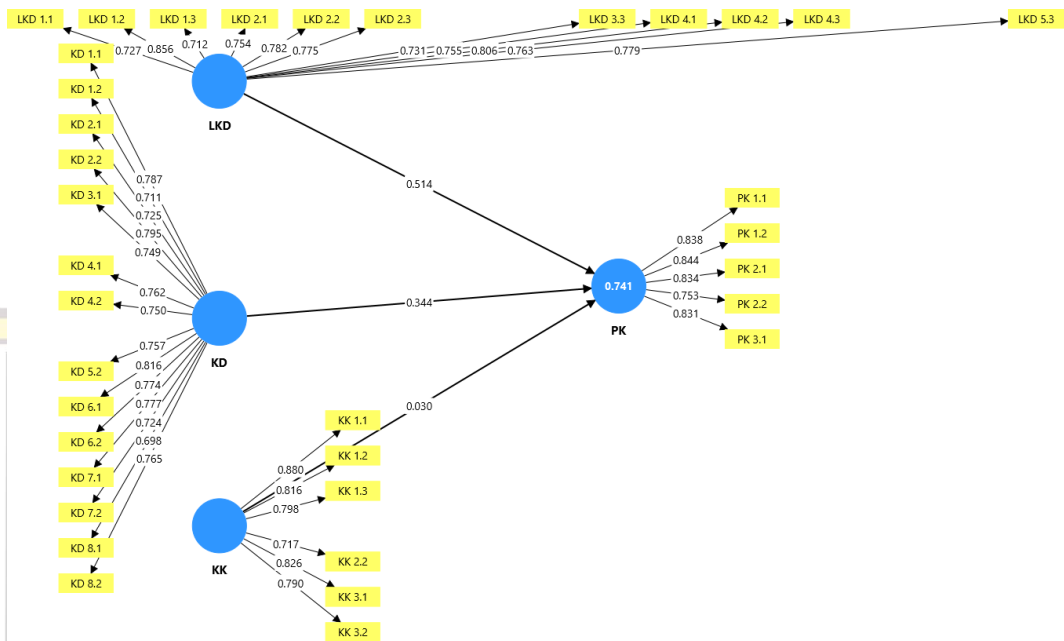 LKD 1.1 LKD 1.2 LKD 1.3 LKD 2.1 LKD 2.2 LKD 2.3 LKD 3.3 LKD 4.1 LKD 4.2 LKD 4.3 LKD 5.3
0.727 0.856 0.712 0.754 0.782 0.775 0.731 0.755 0.806 0.763 0.779
LKD
KD 1.1
KD 1.2
KD 2.1
KD 2.2
KD 3.1
KD 4.1
KD 4.2
KD 5.2
KD 6.1
KD 6.2
KD 7.1
KD 7.2
KD 8.1
KD 8.2
0.787
0.711
0.725
0.795
0.749
0.762
0.750
0.757
0.816
0.774
0.777
0.724
0.698
0.765
KD
0.514
0.344
0.030
KK 1.1
KK 1.2
KK 1.3
KK 2.2
KK 3.1
KK 3.2
0.880
0.816
0.798
0.717
0.826
0.790
KK
0.741
PK
0.838
0.844
0.834
0.753
0.831
PK 1.1
PK 1.2
PK 2.1
PK 2.2
PK 3.1